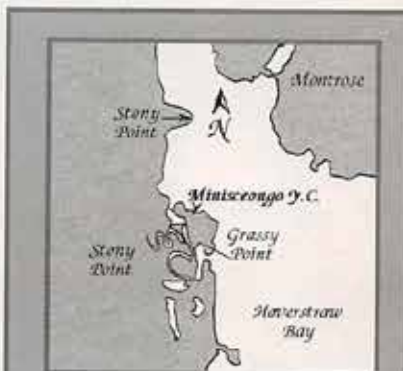 Montrose
Stony
Point
N
Minisceongo Y.C.
Stony
Point
Grassy
Point
Haverstraw
Bay